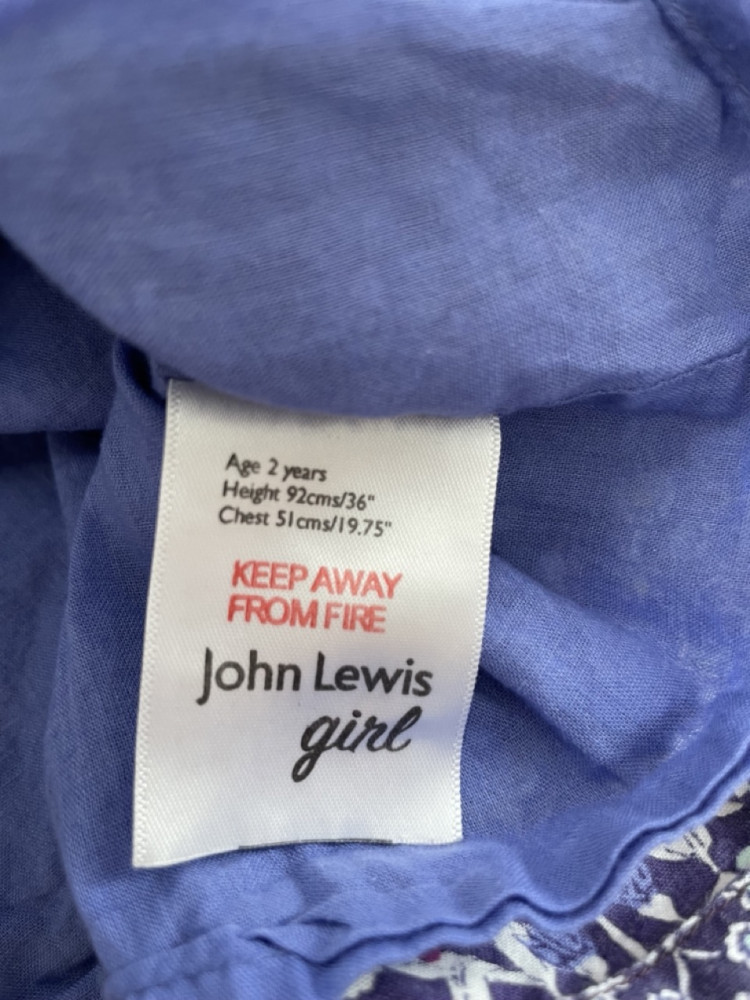 Age 2 years
Height 92cms/36"
Chest 51cms/19.75"
KEEP AWAY
FROM FIRE
John Lewis
girl